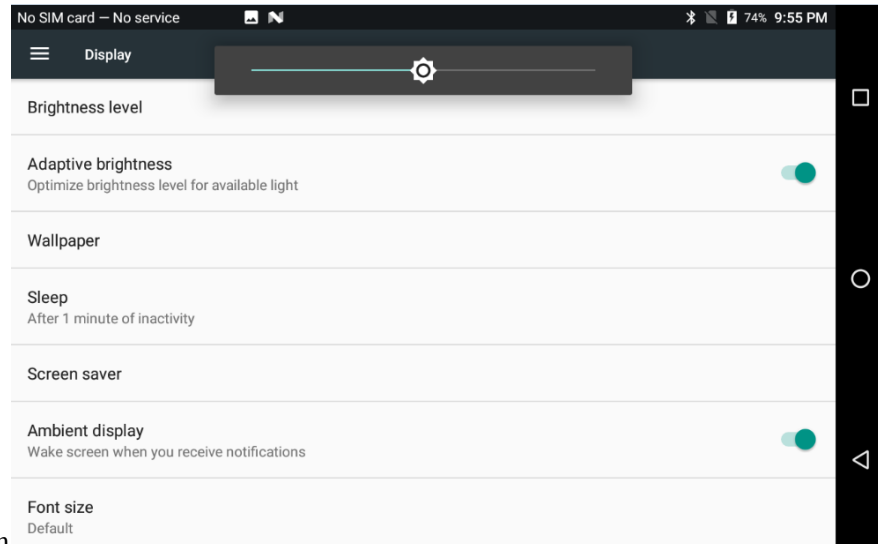 No SIM card — No service 74% 9:55 PM
Display
Brightness level
Adaptive brightness
Optimize brightness level for available light
Wallpaper
Sleep
After 1 minute of inactivity
Screen saver
Ambient display
Wake screen when you receive notifications
Font size
Default